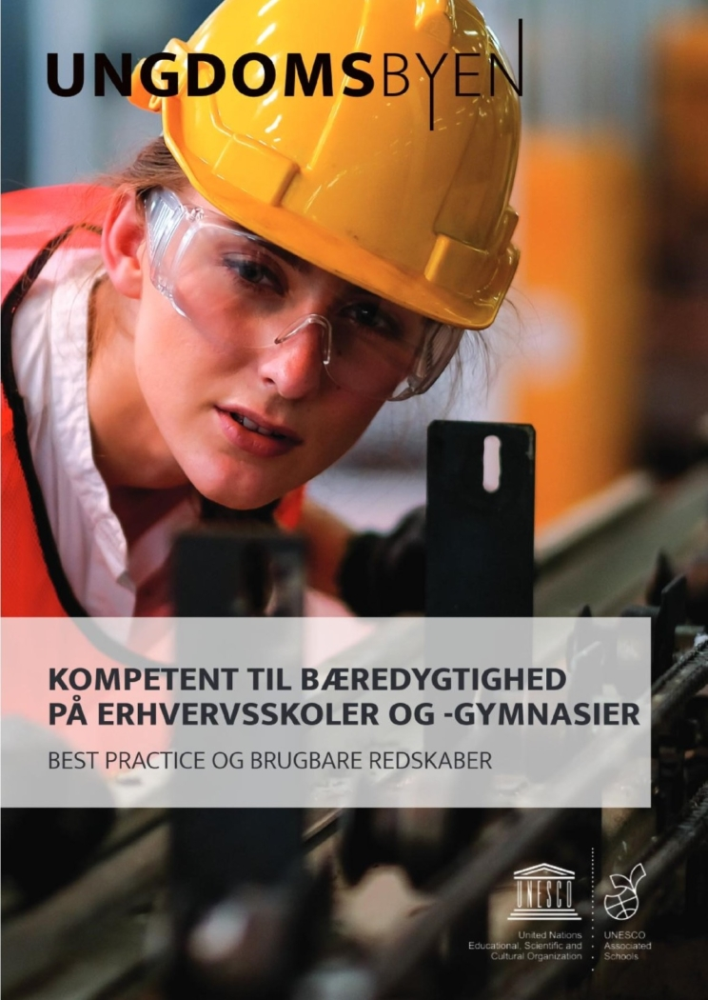 UNGDOMSBYEN
KOMPETENT TIL BÆREDYGTIGHED
PÅ ERHVERVSSKOLER OG -GYMNASIER
BEST PRACTICE OG BRUGBARE REDSKABER
UNESCO
United Nations
Educational, Scientific and
Cultural Organization
UNESCO
Associated
Schools